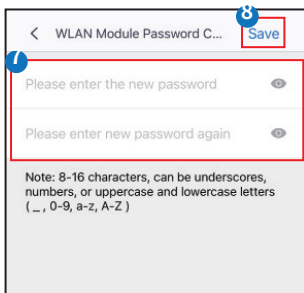 8
WLAN Module Password C... Save
7
Please enter the new password
Please enter new password again
Note: 8-16 characters, can be underscores,
numbers, or uppercase and lowercase letters
( _ , 0-9, a-z, A-Z )